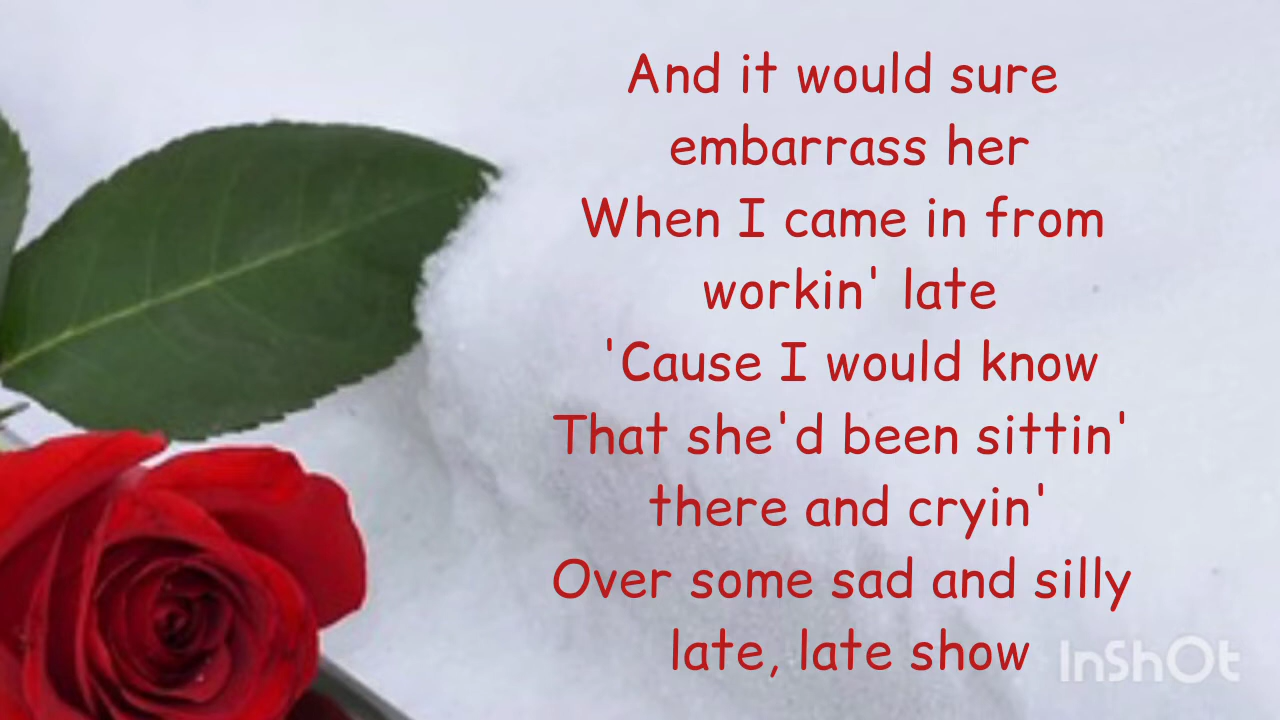 And it would sure
embarrass her
When I came in from
workin' late
'Cause I would know
That she'd been sittin'
there and cryin'
Over some sad and silly
late, late show
InShOt